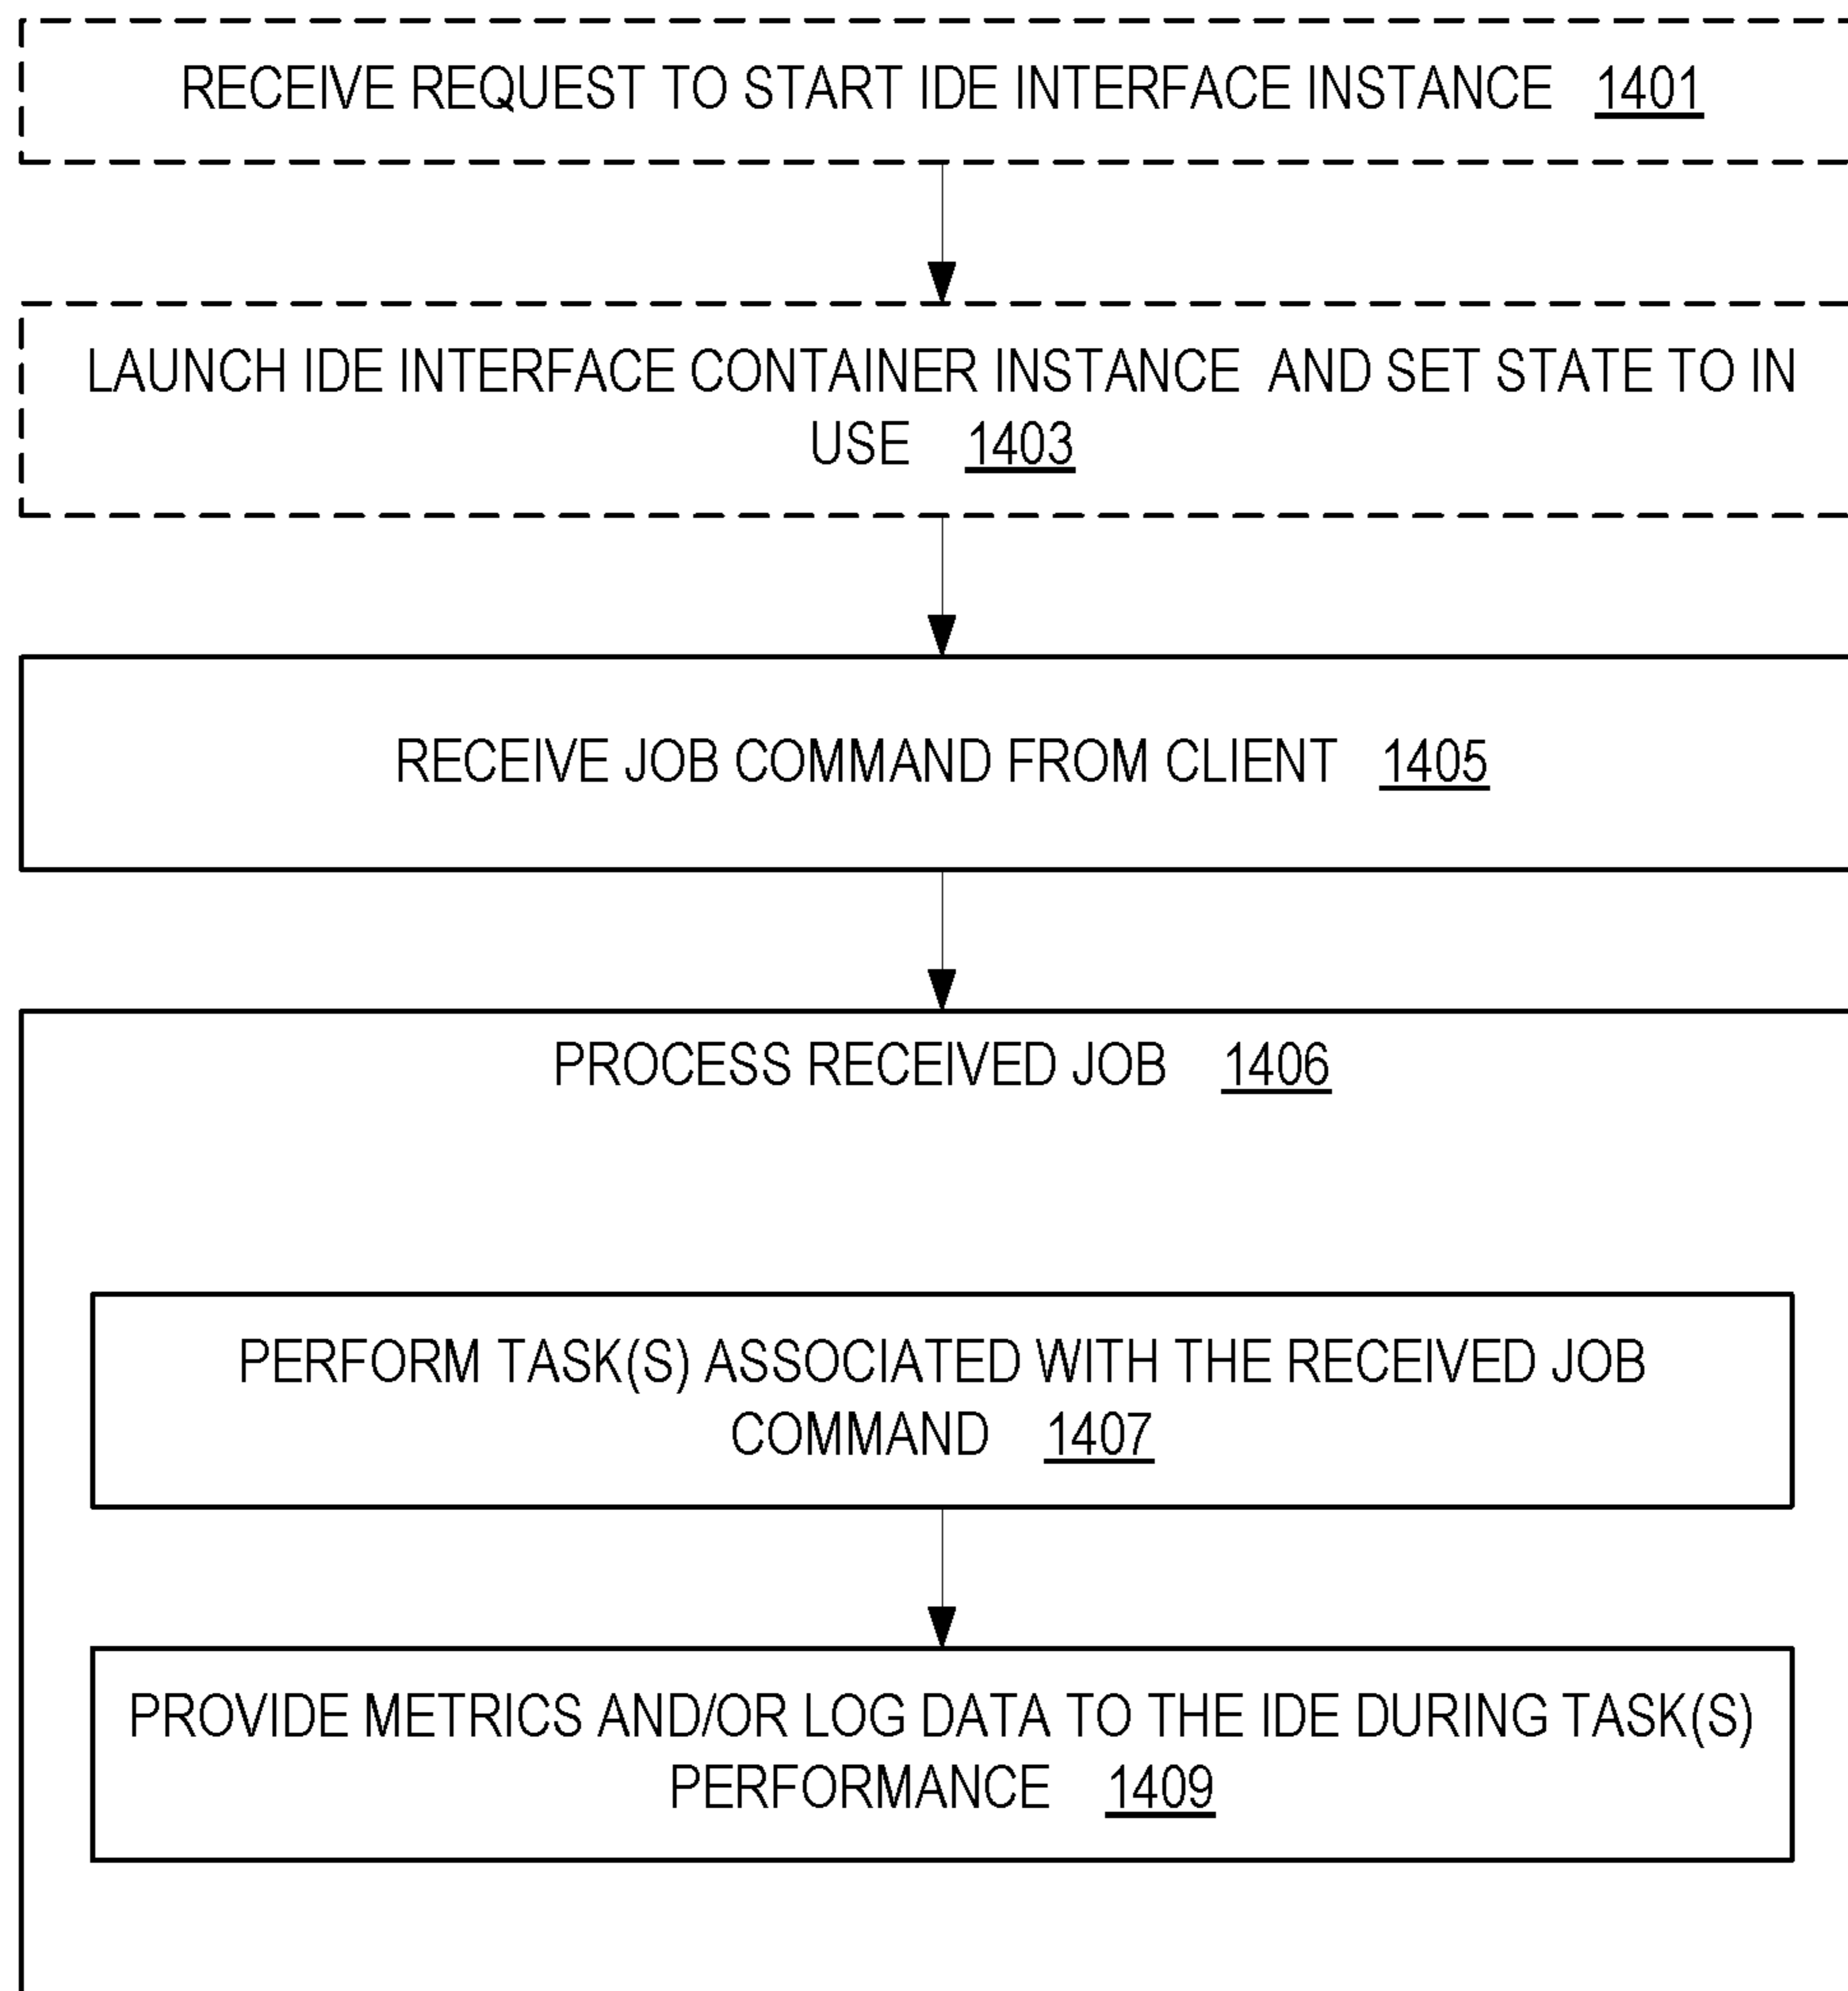 RECEIVE REQUEST TO START IDE INTERFACE INSTANCE 1401
LAUNCH IDE INTERFACE CONTAINER INSTANCE AND SET STATE TO IN
USE 1403
RECEIVE JOB COMMAND FROM CLIENT 1405
PROCESS RECEIVED JOB 1406
PERFORM TASK(S) ASSOCIATED WITH THE RECEIVED JOB
COMMAND 1407
PROVIDE METRICS AND/OR LOG DATA TO THE IDE DURING TASK(S)
PERFORMANCE 1409